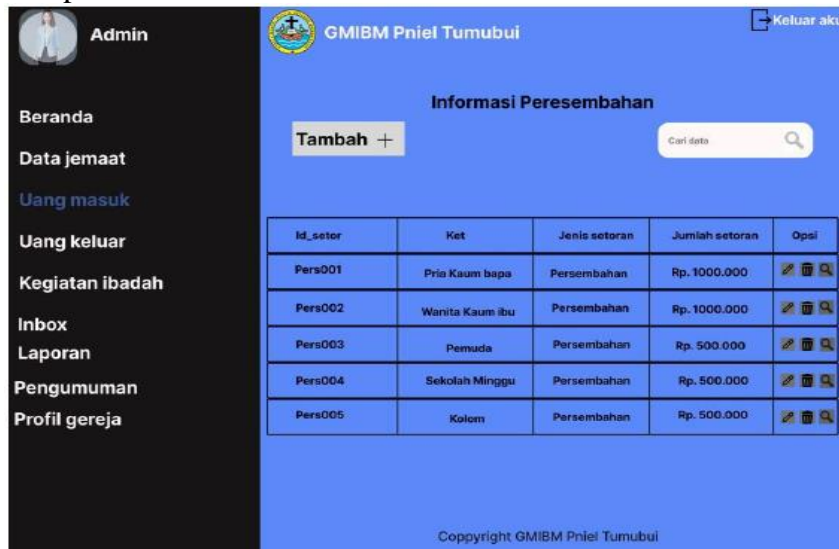 Admin
GMIBM Pniel Tumubui
Keluar aku
Beranda
Data jemaat
Uang masuk
Uang keluar
Kegiatan ibadah
Inbox
Laporan
Pengumuman
Profil gereja
Informasi Peresembahan
Tambah +
Cari data
Id_setor Ket Jenis setoran Jumlah setoran Opsi
Pers001 Pria Kaum bapa Persembahan Rp. 1000.000
Pers002 Wanita Kaum ibu Persembahan Rp. 1000.000
Pers003 Pemuda Persembahan Rp. 500.000
Pers004 Sekolah Minggu Persembahan Rp. 500.000
Pers005 Kolom Persembahan Rp. 500.000
Coppyright GMIBM Pniel Tumubui